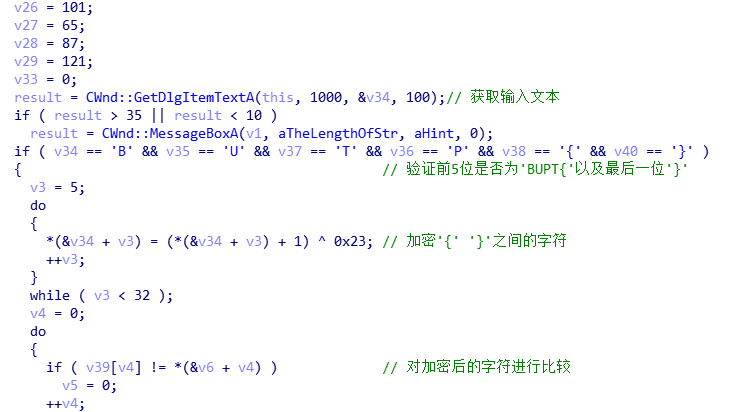 v26 = 101;
v27 = 65;
v28 = 87;
v29 = 121;
v33 = 0;
result = CWnd::GetDlgItemTextA(this, 1000, &v34, 100);// 获取输入文本
if ( result > 35 || result < 10 )
result = CWnd::MessageBoxA(v1, aTheLengthOfStr, aHint, 0);
if ( v34 == 'B' && v35 == 'U' && v37 == 'T' && v36 == 'P' && v38 == '{' && v40 == '}' )
{ // 验证前5位是否为'BUPT{'以及最后一位'}'
v3 = 5;
do
{
*(&v34 + v3) = (*(&v34 + v3) + 1) ^ 0x23; // 加密'{' '}'之间的字符
++v3;
}
while ( v3 < 32 );
v4 = 0;
do
{
if ( v39[v4] != *(&v6 + v4) ) // 对加密后的字符进行比较
v5 = 0;
++v4;